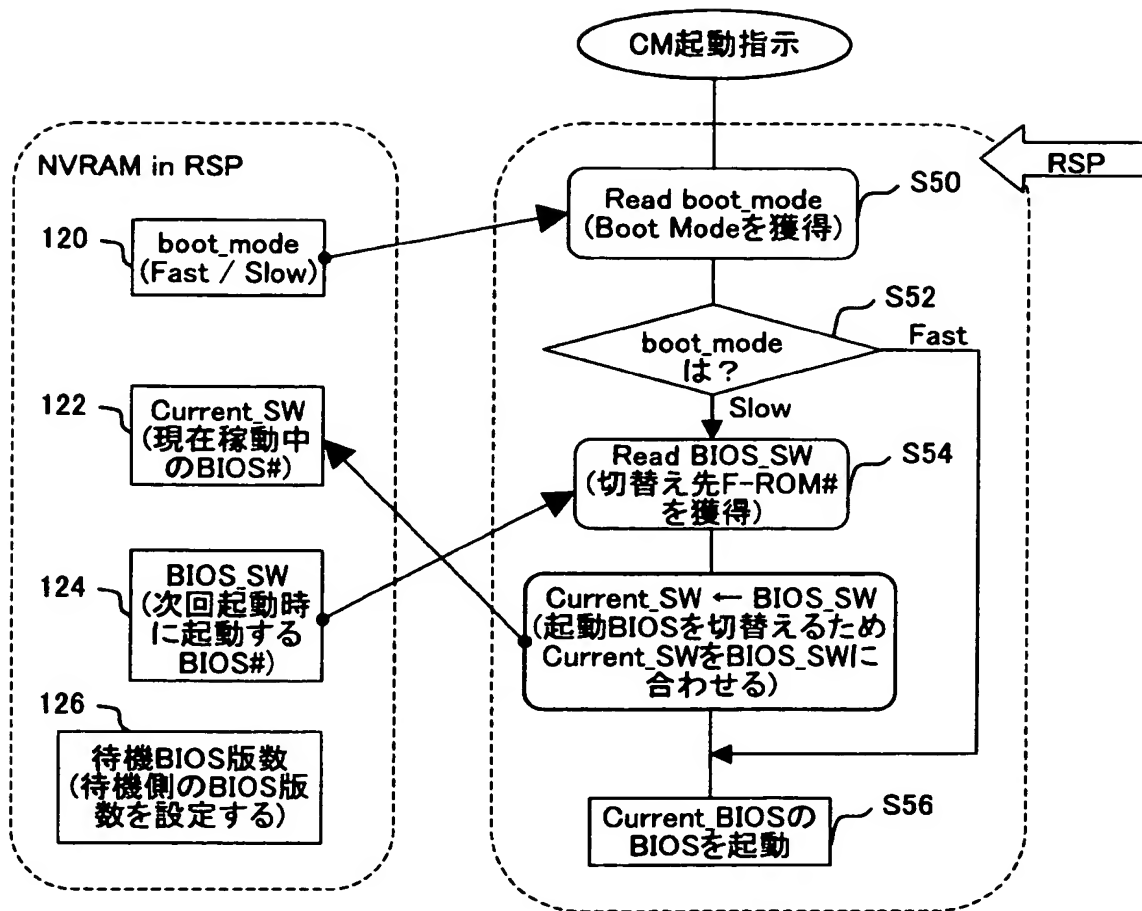 CM起動指示
RSP
NVRAM in RSP
120
boot_mode
(Fast / Slow)
122
Current_SW
(現在稼動中
のBIOS#)
124
BIOS_SW
(次回起動時
に起動する
BIOS#)
126
待機BIOS版数
(待機側のBIOS版
数を設定する)
S50
Read boot_mode
(Boot Modeを獲得)
S52
boot_mode
は?
Fast
Slow
S54
Read BIOS_SW
(切替え先F-ROM#
を獲得)
Current_SW ← BIOS_SW
(起動BIOSを切替えるため
Current_SWをBIOS_SWに
合わせる)
S56
Current_BIOSの
BIOSを起動